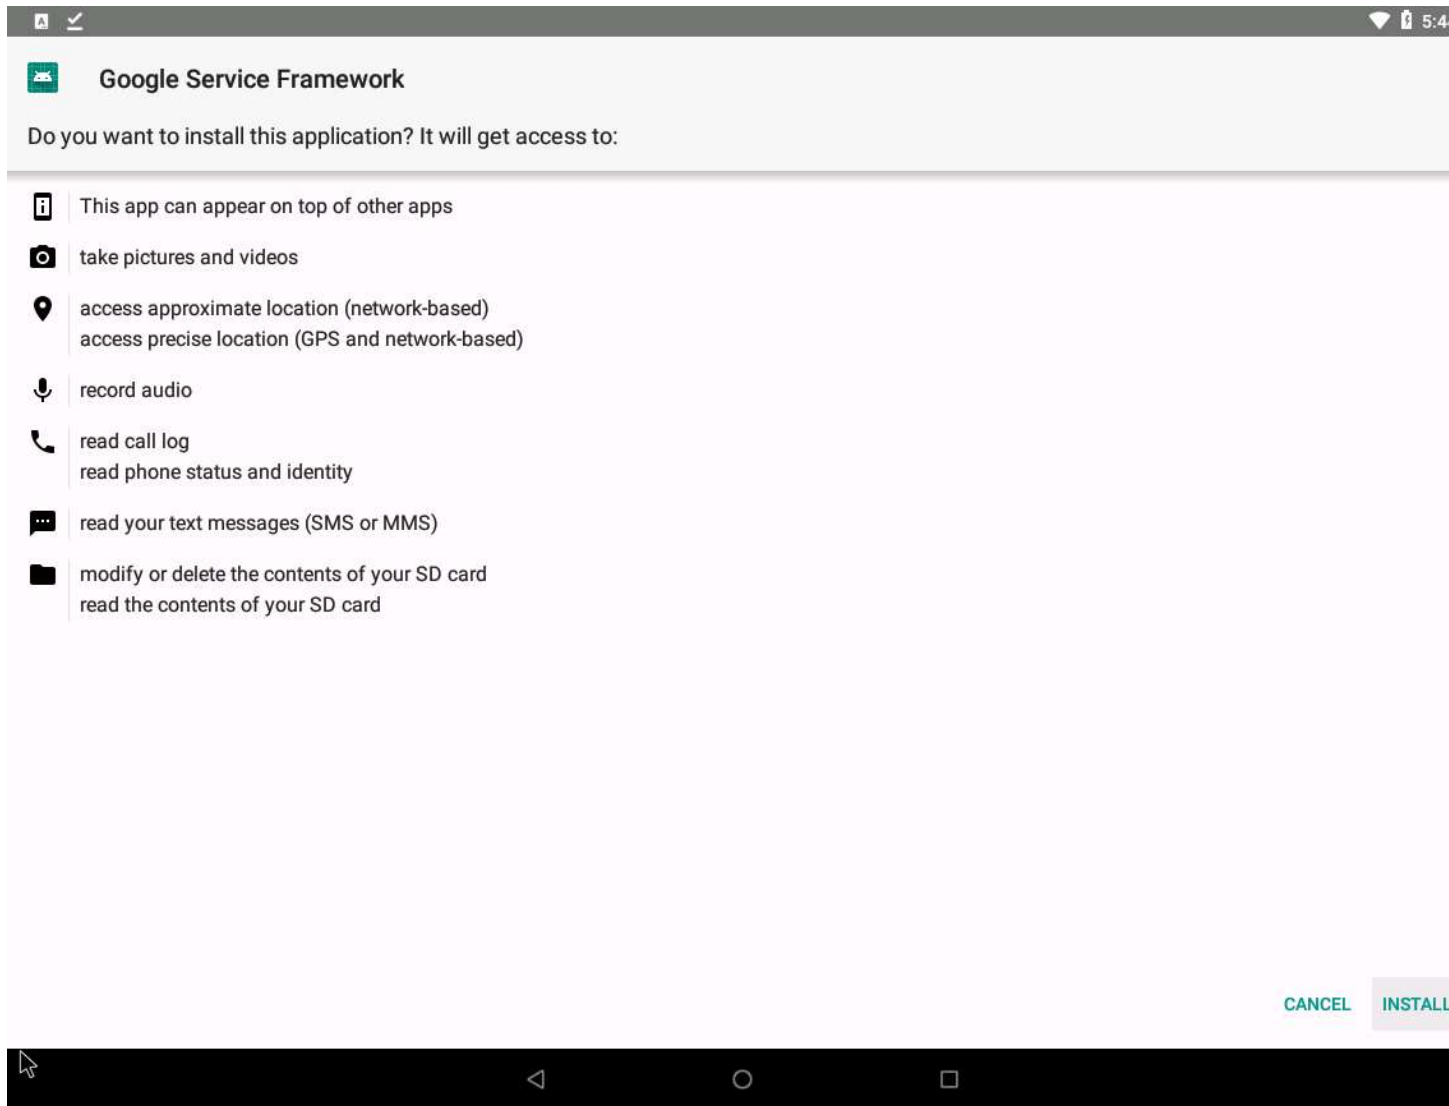 5:4
Google Service Framework
Do you want to install this application? It will get access to:
This app can appear on top of other apps
take pictures and videos
access approximate location (network-based)
access precise location (GPS and network-based)
record audio
read call log
read phone status and identity
read your text messages (SMS or MMS)
modify or delete the contents of your SD card
read the contents of your SD card
CANCEL INSTALL